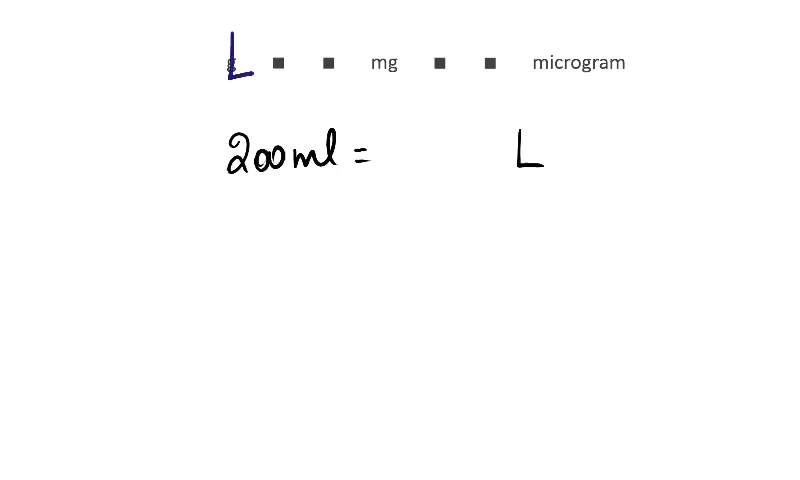 L ■ ■ mg ■ ■ microgram
200ml = L